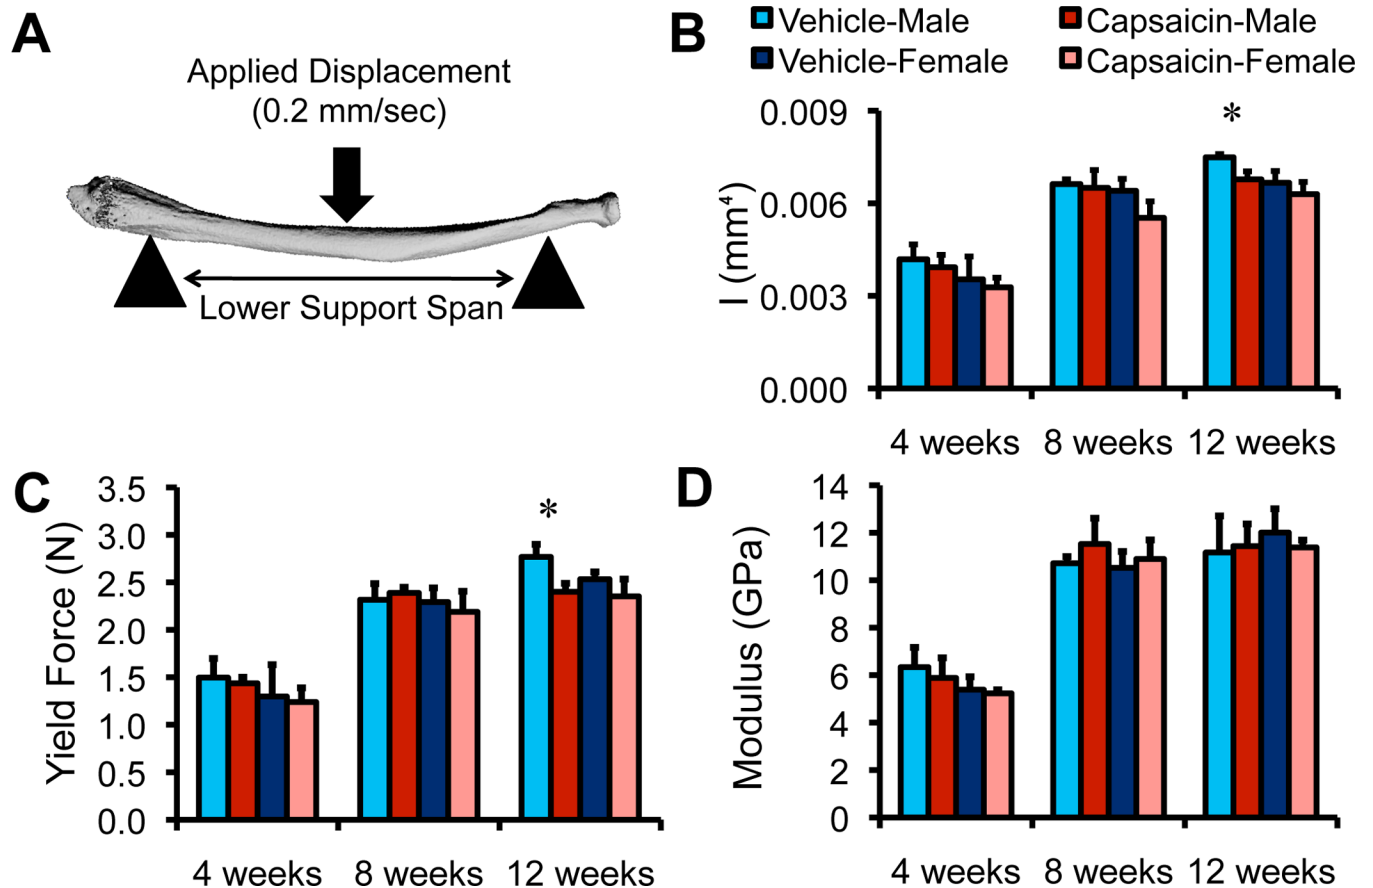 A
Applied Displacement
(0.2 mm/sec)
Lower Support Span
B
Vehicle-Male
Capsaicin-Male
Vehicle-Female
Capsaicin-Female
I (mm⁴)
0.009
0.006
0.003
0.000
*
4 weeks
8 weeks
12 weeks
C
Yield Force (N)
3.5
3.0
2.5
2.0
1.5
1.0
0.5
0.0
*
4 weeks
8 weeks
12 weeks
D
Modulus (GPa)
14
12
10
8
6
4
2
0
4 weeks
8 weeks
12 weeks